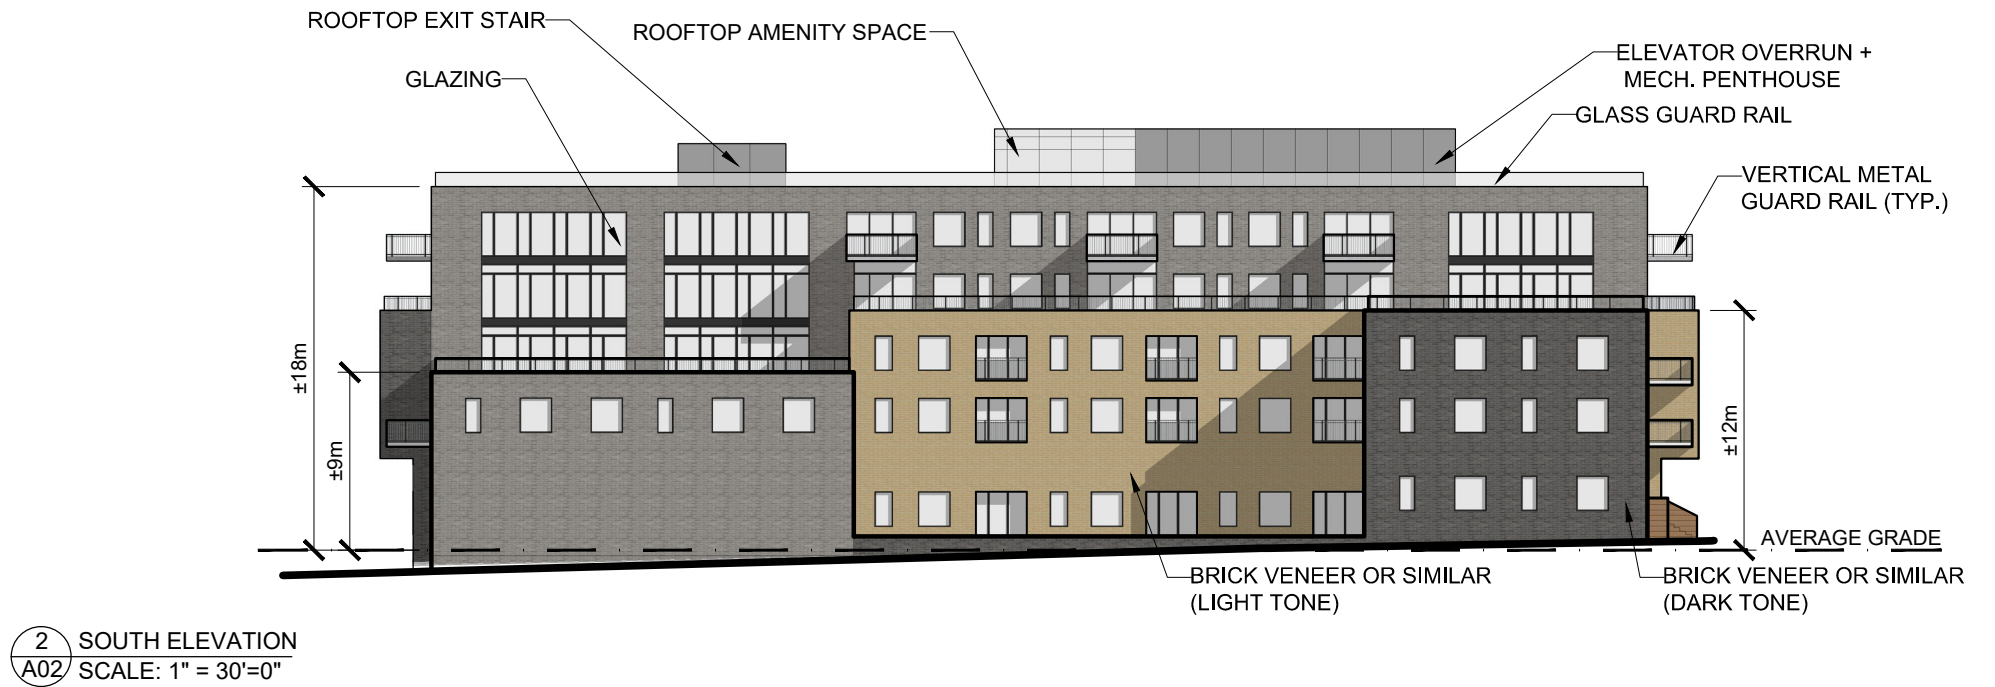 ROOFTOP EXIT STAIR
ROOFTOP AMENITY SPACE
ELEVATOR OVERRUN +
MECH. PENTHOUSE
GLAZING
GLASS GUARD RAIL
VERTICAL METAL
GUARD RAIL (TYP.)
±18m
±9m
±12m
AVERAGE GRADE
BRICK VENEER OR SIMILAR
(LIGHT TONE)
BRICK VENEER OR SIMILAR
(DARK TONE)
2
A02
SOUTH ELEVATION
SCALE: 1" = 30'=0"